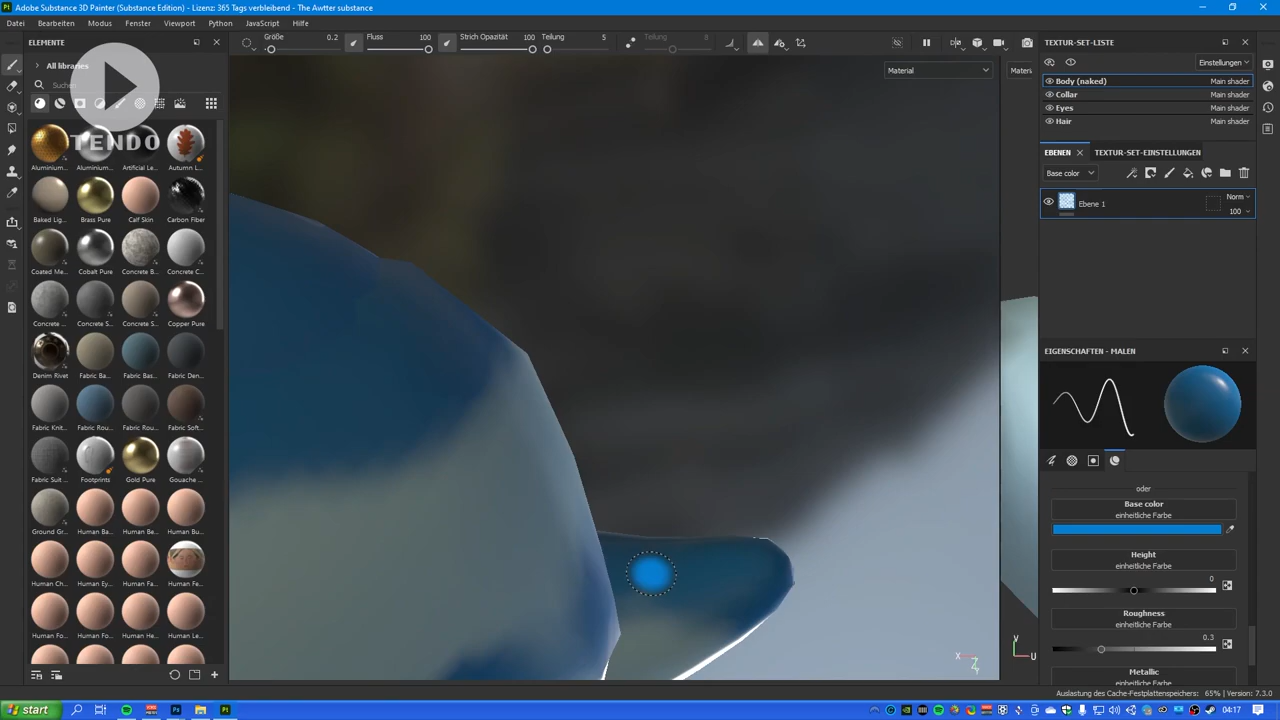 Adobe Substance 3D Painter (Substance Edition) - Lizenz: 365 Tags verbleibend - The Awtter substance
Datei Bearbeiten Modus Fenster Viewport Python JavaScript Hilfe
Größe 0.2 Fluss 100 Strich Opazität 100 Teilung 5 Teilung 8
ELEMENTE
All libraries
Suchen
TENDO
Aluminium... Aluminium... Artificial Le... Autumn L...
Baked Lig... Brass Pure Calf Skin Carbon Fiber
Coated Me... Cobalt Pure Concrete B... Concrete C...
Concrete ... Concrete S... Concrete S... Copper Pure
Denim Rivet Fabric Ba... Fabric Bas... Fabric Den...
Fabric Knit... Fabric Rou... Fabric Rou... Fabric Soft...
Fabric Suit ... Footprints Gold Pure Gouache ...
Ground Gr... Human Ba... Human Be... Human Bu...
Human Ch... Human Ey... Human Fa... Human Fe...
Human Fo... Human Fo... Human He... Human Le...
Material
Materi
X
Z
Y
Y
U
TEXTUR-SET-LISTE
Einstellungen
Body (naked) Main shader
Collar Main shader
Eyes Main shader
Hair Main shader
EBENEN TEXTUR-SET-EINSTELLUNGEN
Base color
Ebene 1 Norm
100
EIGENSCHAFTEN - MALEN
oder
Base color
einheitliche Farbe
Height
einheitliche Farbe
0
Roughness
einheitliche Farbe
0.3
Metallic
Auslastung des Cache-Festplattenspeichers: 65% | Version: 7.3.0
start
04:17